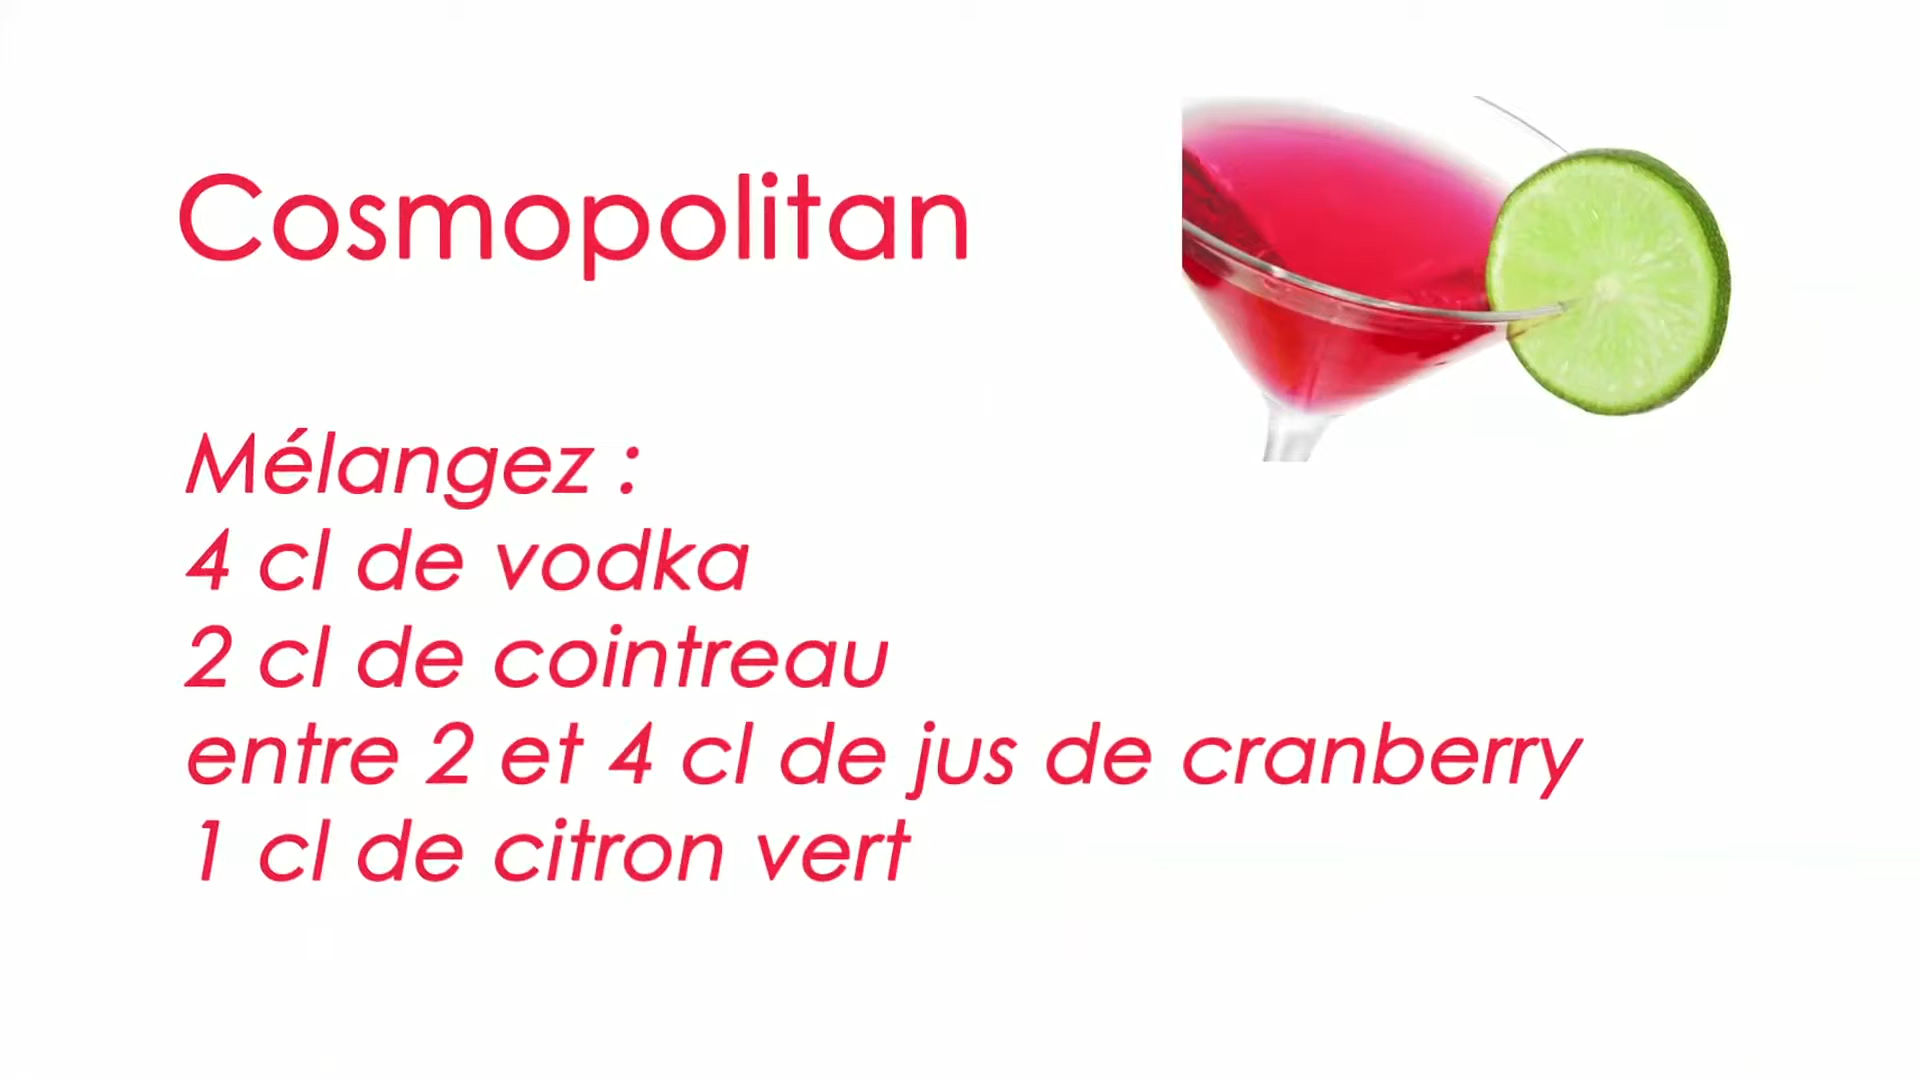 Cosmopolitan
Mélangez :
4 cl de vodka
2 cl de cointreau
entre 2 et 4 cl de jus de cranberry
1 cl de citron vert